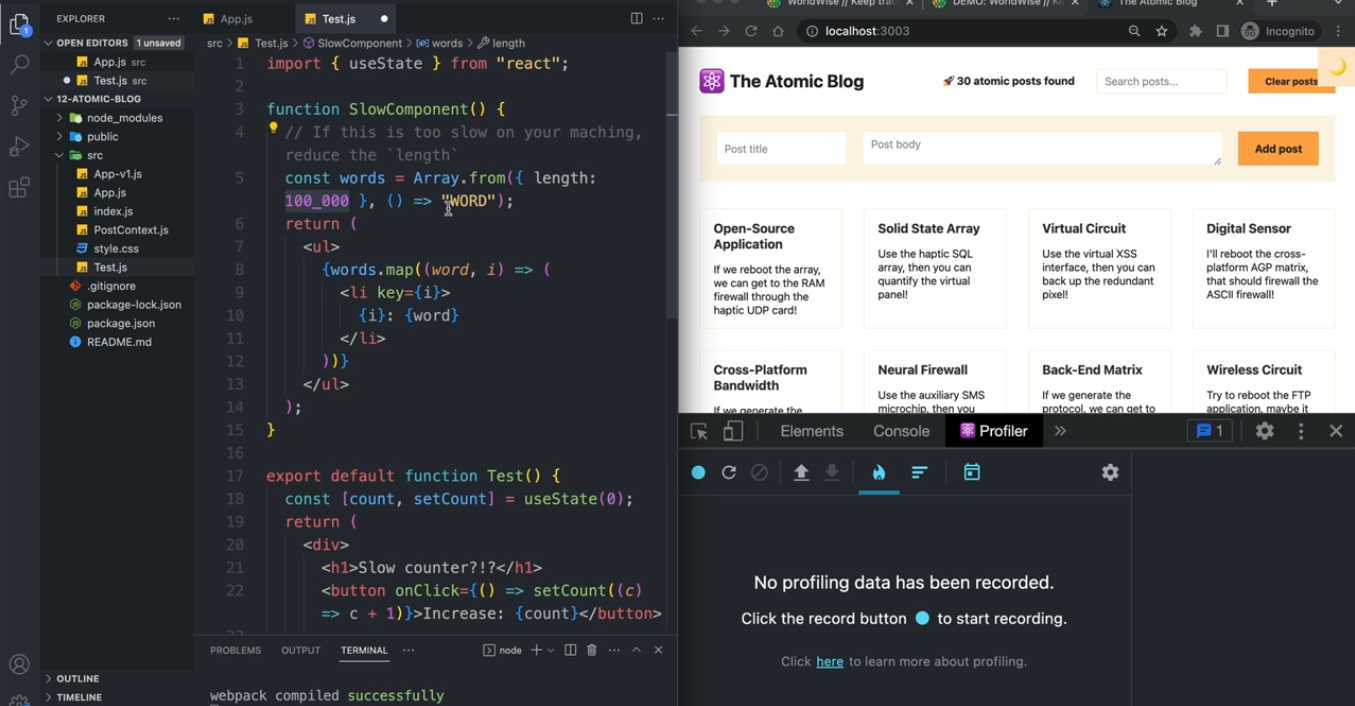 EXPLORER
OPEN EDITORS 1 unsaved
App.js src
Test.js src
12-ATOMIC-BLOG
node_modules
public
src
App-v1.js
App.js
index.js
PostContext.js
style.css
Test.js
.gitignore
package-lock.json
package.json
README.md
OUTLINE
TIMELINE
App.js
Test.js
src > Test.js > SlowComponent > words > length
1 import { useState } from "react";
2
3 function SlowComponent() {
4 // If this is too slow on your maching,
reduce the `length`
5 const words = Array.from({ length:
100_000 }, () => "WORD");
6 return (
7 <ul>
8 {words.map((word, i) => (
9 <li key={i}>
10 {i}: {word}
11 </li>
12 ))}
13 </ul>
14 );
15 }
16
17 export default function Test() {
18 const [count, setCount] = useState(0);
19 return (
20 <div>
21 <h1>Slow counter?!?</h1>
22 <button onClick={() => setCount((c)
=> c + 1)}>Increase: {count}</button>
PROBLEMS OUTPUT TERMINAL
node
webpack compiled successfully
WorldWise // Keep
DEMO: WorldWise //
The Atomic Blog
localhost:3003
Incognito
The Atomic Blog
🚀 30 atomic posts found
Search posts...
Clear posts
Post title
Post body
Add post
Open-Source
Application
If we reboot the array,
we can get to the RAM
firewall through the
haptic UDP card!
Solid State Array
Use the haptic SQL
array, then you can
quantify the virtual
panel!
Virtual Circuit
Use the virtual XSS
interface, then you can
back up the redundant
pixel!
Digital Sensor
I'll reboot the cross-
platform AGP matrix,
that should firewall the
ASCII firewall!
Cross-Platform
Bandwidth
If we generate the
Neural Firewall
Use the auxiliary SMS
microchip, then you
Back-End Matrix
If we generate the
protocol, we can get to
Wireless Circuit
Try to reboot the FTP
application, maybe it
Elements Console Profiler
1
No profiling data has been recorded.
Click the record button to start recording.
Click here to learn more about profiling.